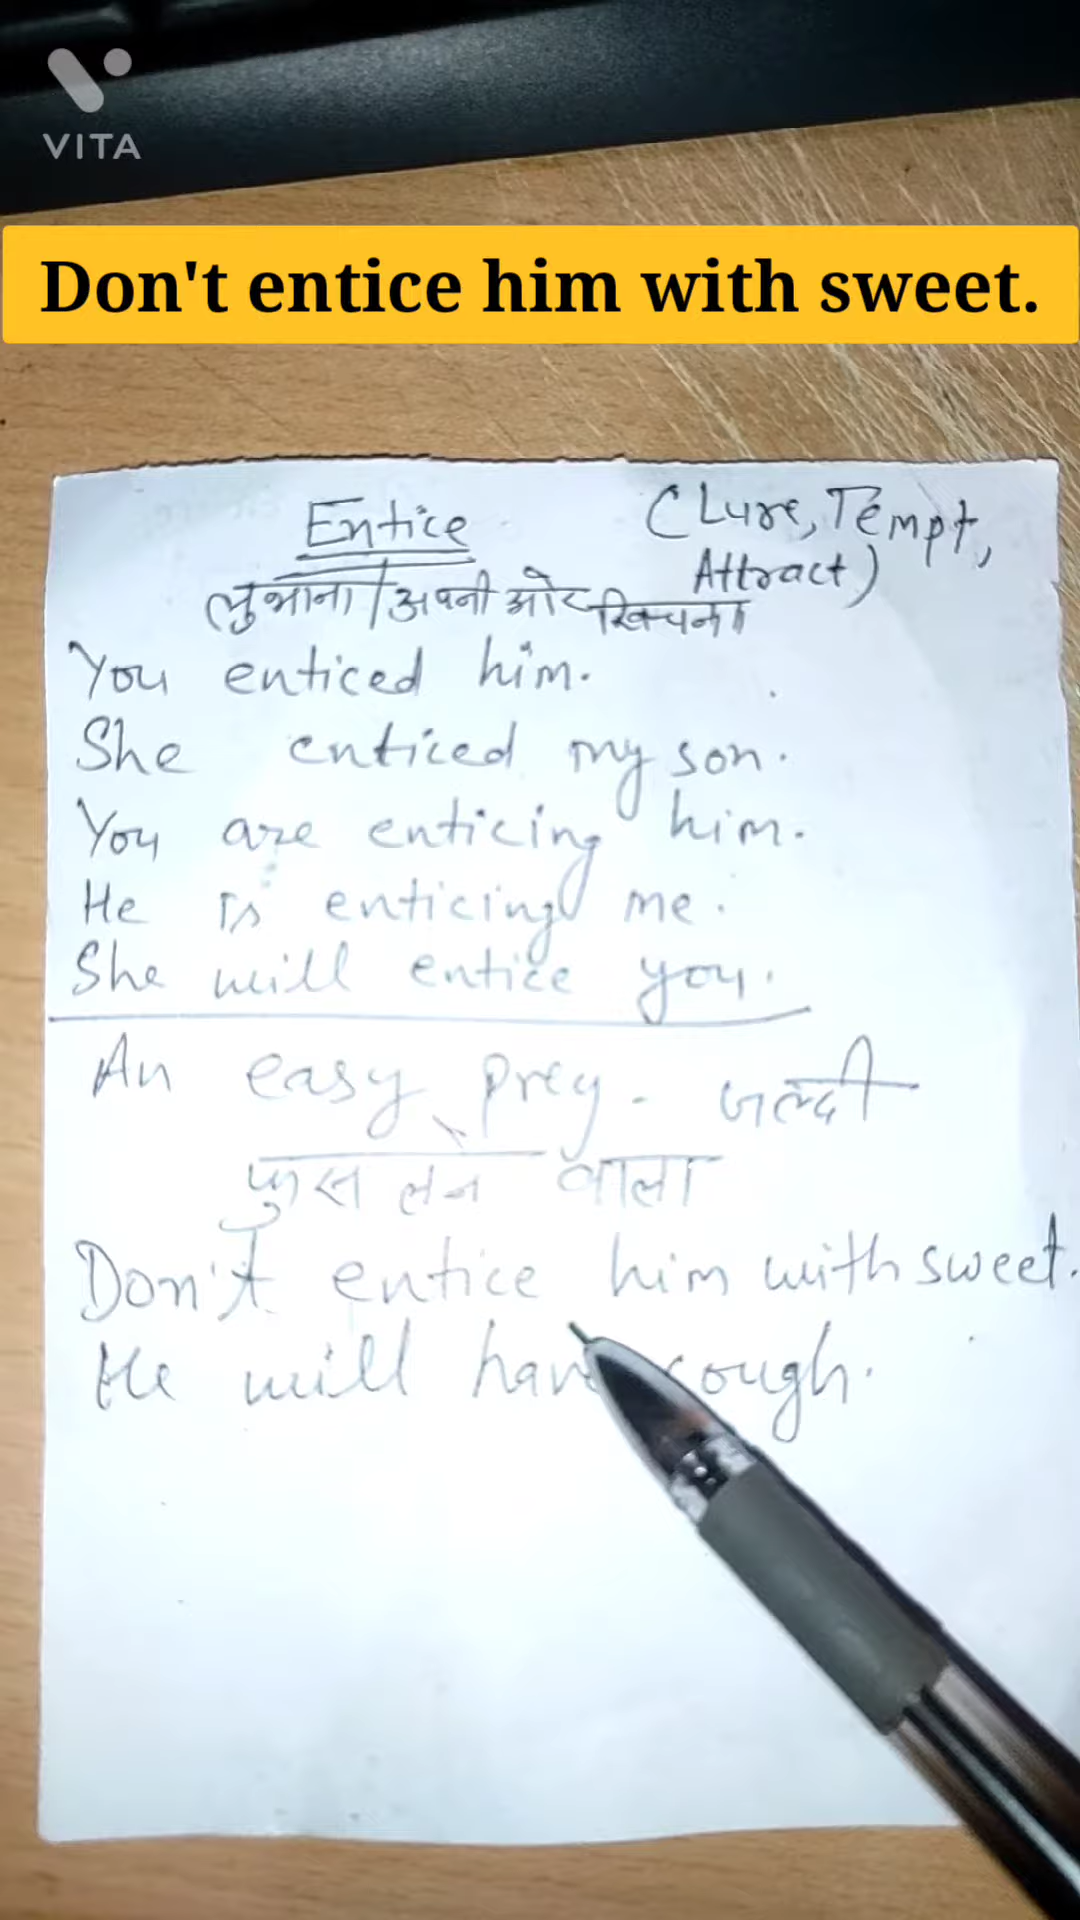 VITA
Don't entice him with sweet.
Entice (Lure, Tempt,
Attract)
लुभाना / अपनी ओर खिचना
You enticed him.
She enticed my son.
You are enticing him.
He is enticing me.
She will entice you.
An easy prey. जल्दी
फुस लने वाला
Don't entice him with sweet.
He will have cough.